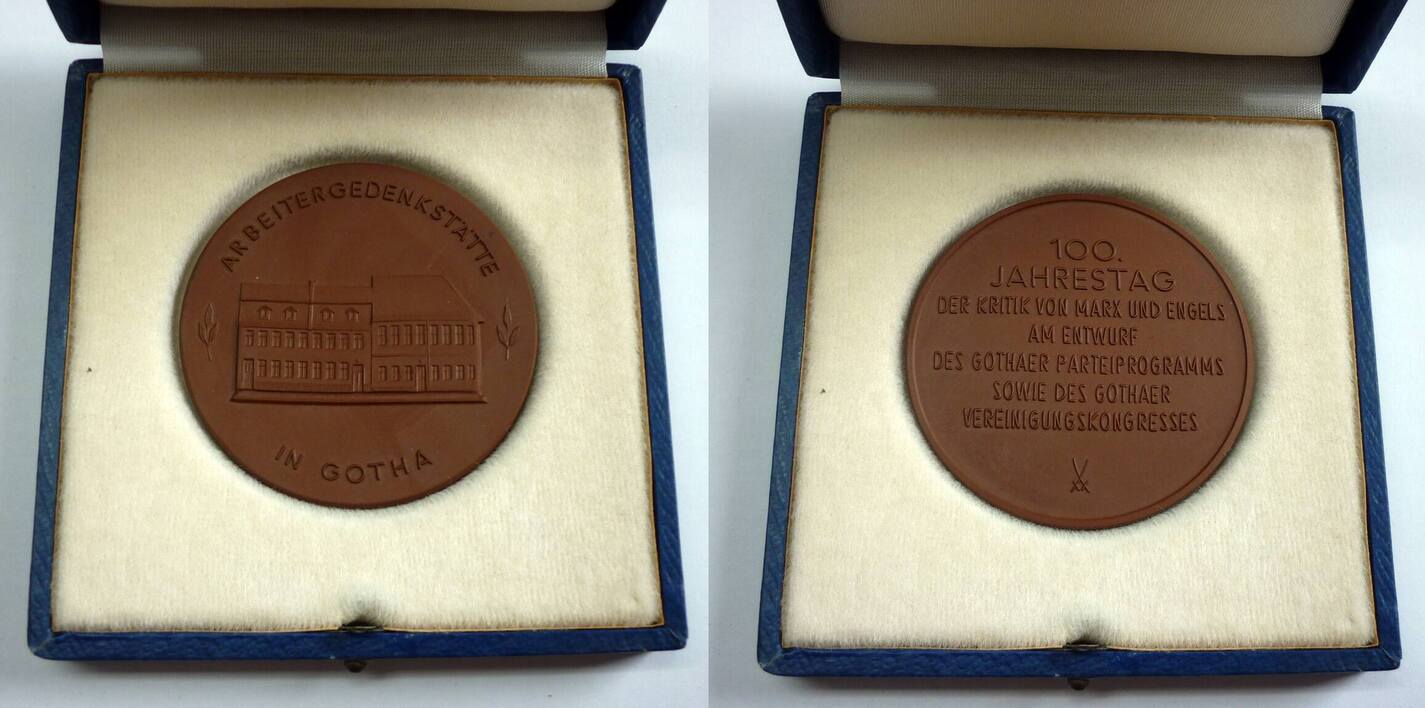 ARBEITERGEDENKSTÄTTE
IN GOTHA
100.
JAHRESTAG
DER KRITIK VON MARX UND ENGELS
AM ENTWURF
DES GOTHAER PARTEIPROGRAMMS
SOWIE DES GOTHAER
VEREINIGUNGSKONGRESSES